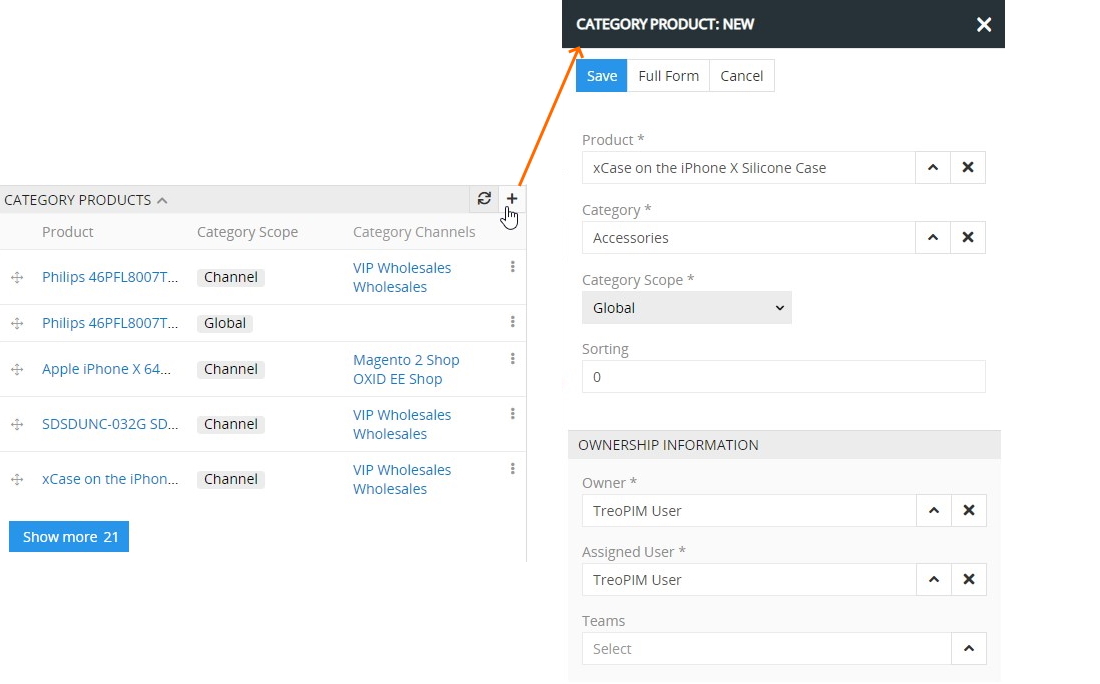 CATEGORY PRODUCTS
Product Category Scope Category Channels
Philips 46PFL8007T... Channel VIP Wholesales
Wholesales
Philips 46PFL8007T... Global
Apple iPhone X 64... Channel Magento 2 Shop
OXID EE Shop
SDSDUNC-032G SD... Channel VIP Wholesales
Wholesales
xCase on the iPhon... Channel VIP Wholesales
Wholesales
Show more 21
CATEGORY PRODUCT: NEW
Save Full Form Cancel
Product *
xCase on the iPhone X Silicone Case
Category *
Accessories
Category Scope *
Global
Sorting
0
OWNERSHIP INFORMATION
Owner *
TreoPIM User
Assigned User *
TreoPIM User
Teams
Select